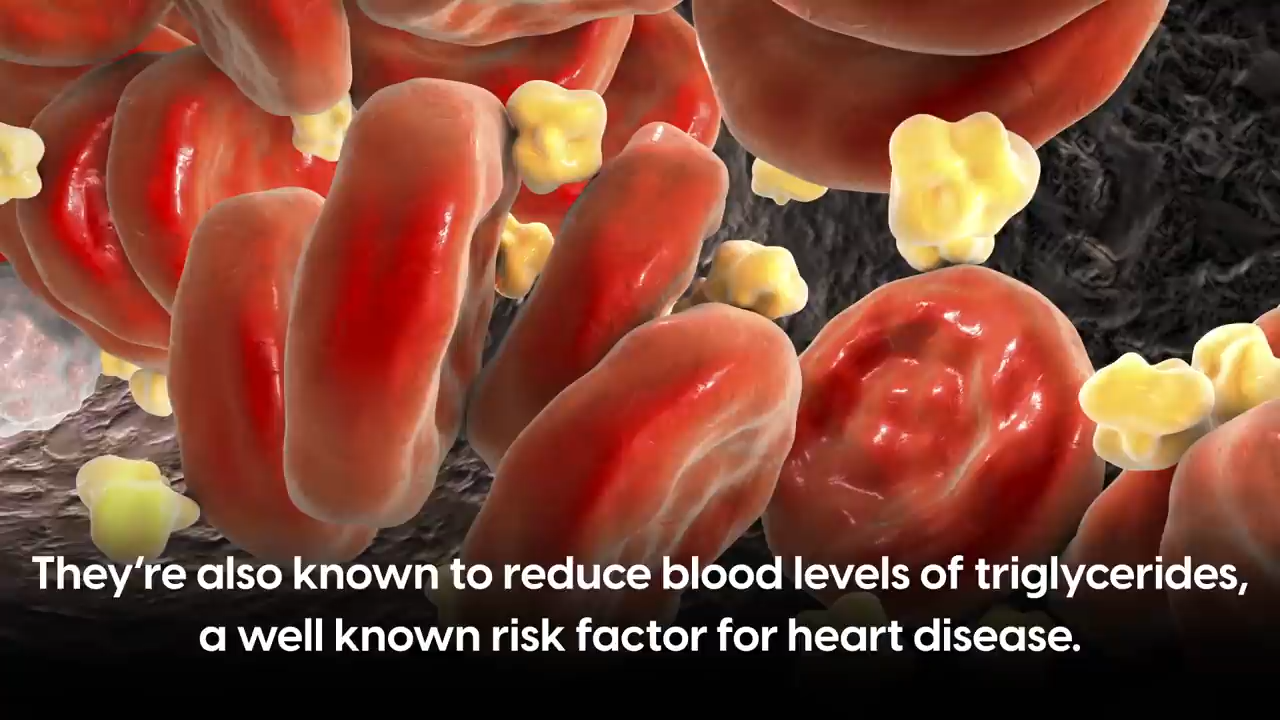 They’re also known to reduce blood levels of triglycerides,
a well known risk factor for heart disease.